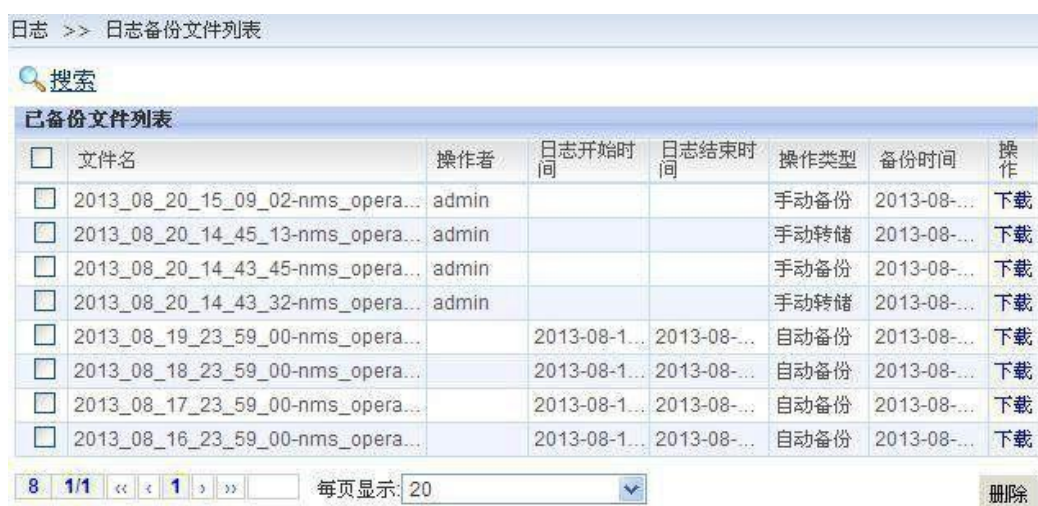 日志 >> 日志备份文件列表
搜索
已备份文件列表
文件名 操作者 日志开始时间 日志结束时间 操作类型 备份时间 操作
2013_08_20_15_09_02-nms_opera... admin 手动备份 2013-08-... 下载
2013_08_20_14_45_13-nms_opera... admin 手动转储 2013-08-... 下载
2013_08_20_14_43_45-nms_opera... admin 手动备份 2013-08-... 下载
2013_08_20_14_43_32-nms_opera... admin 手动转储 2013-08-... 下载
2013_08_19_23_59_00-nms_opera... 2013-08-1... 2013-08-... 自动备份 2013-08-... 下载
2013_08_18_23_59_00-nms_opera... 2013-08-1... 2013-08-... 自动备份 2013-08-... 下载
2013_08_17_23_59_00-nms_opera... 2013-08-1... 2013-08-... 自动备份 2013-08-... 下载
2013_08_16_23_59_00-nms_opera... 2013-08-1... 2013-08-... 自动备份 2013-08-... 下载
8 1/1 << < 1 > >> 每页显示: 20 删除